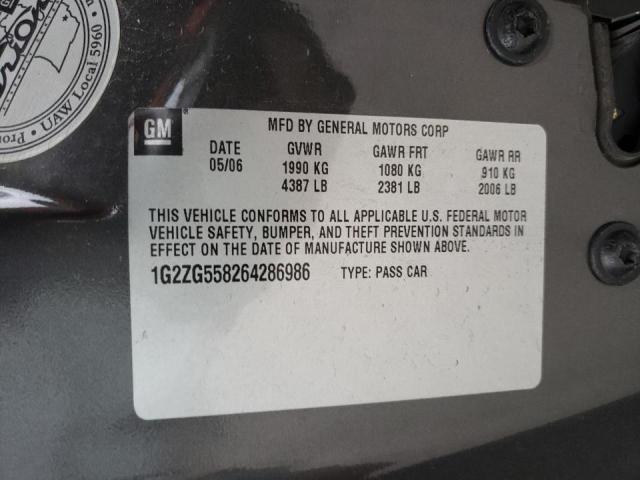 UAW Local 5960
GM
MFD BY GENERAL MOTORS CORP
DATE GVWR GAWR FRT GAWR RR
05/06 1990 KG 1080 KG 910 KG
4387 LB 2381 LB 2006 LB
THIS VEHICLE CONFORMS TO ALL APPLICABLE U.S. FEDERAL MOTOR
VEHICLE SAFETY, BUMPER, AND THEFT PREVENTION STANDARDS IN
EFFECT ON THE DATE OF MANUFACTURE SHOWN ABOVE.
1G2ZG558264286986 TYPE: PASS CAR